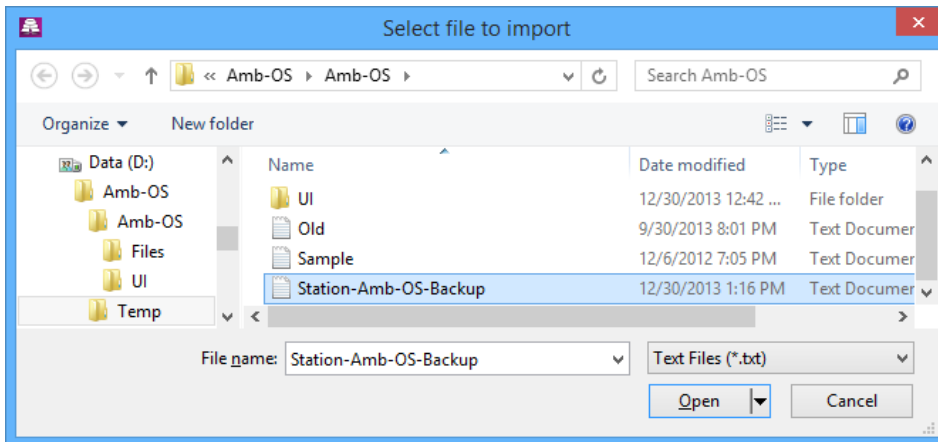 Select file to import
« Amb-OS Amb-OS
Search Amb-OS
Organize New folder
Data (D:)
Amb-OS
Amb-OS
Files
UI
Temp
Name Date modified Type
UI 12/30/2013 12:42 ... File folder
Old 9/30/2013 8:01 PM Text Documer
Sample 12/6/2012 7:05 PM Text Documer
Station-Amb-OS-Backup 12/30/2013 1:16 PM Text Documer
File name: Station-Amb-OS-Backup Text Files (*.txt)
Open Cancel